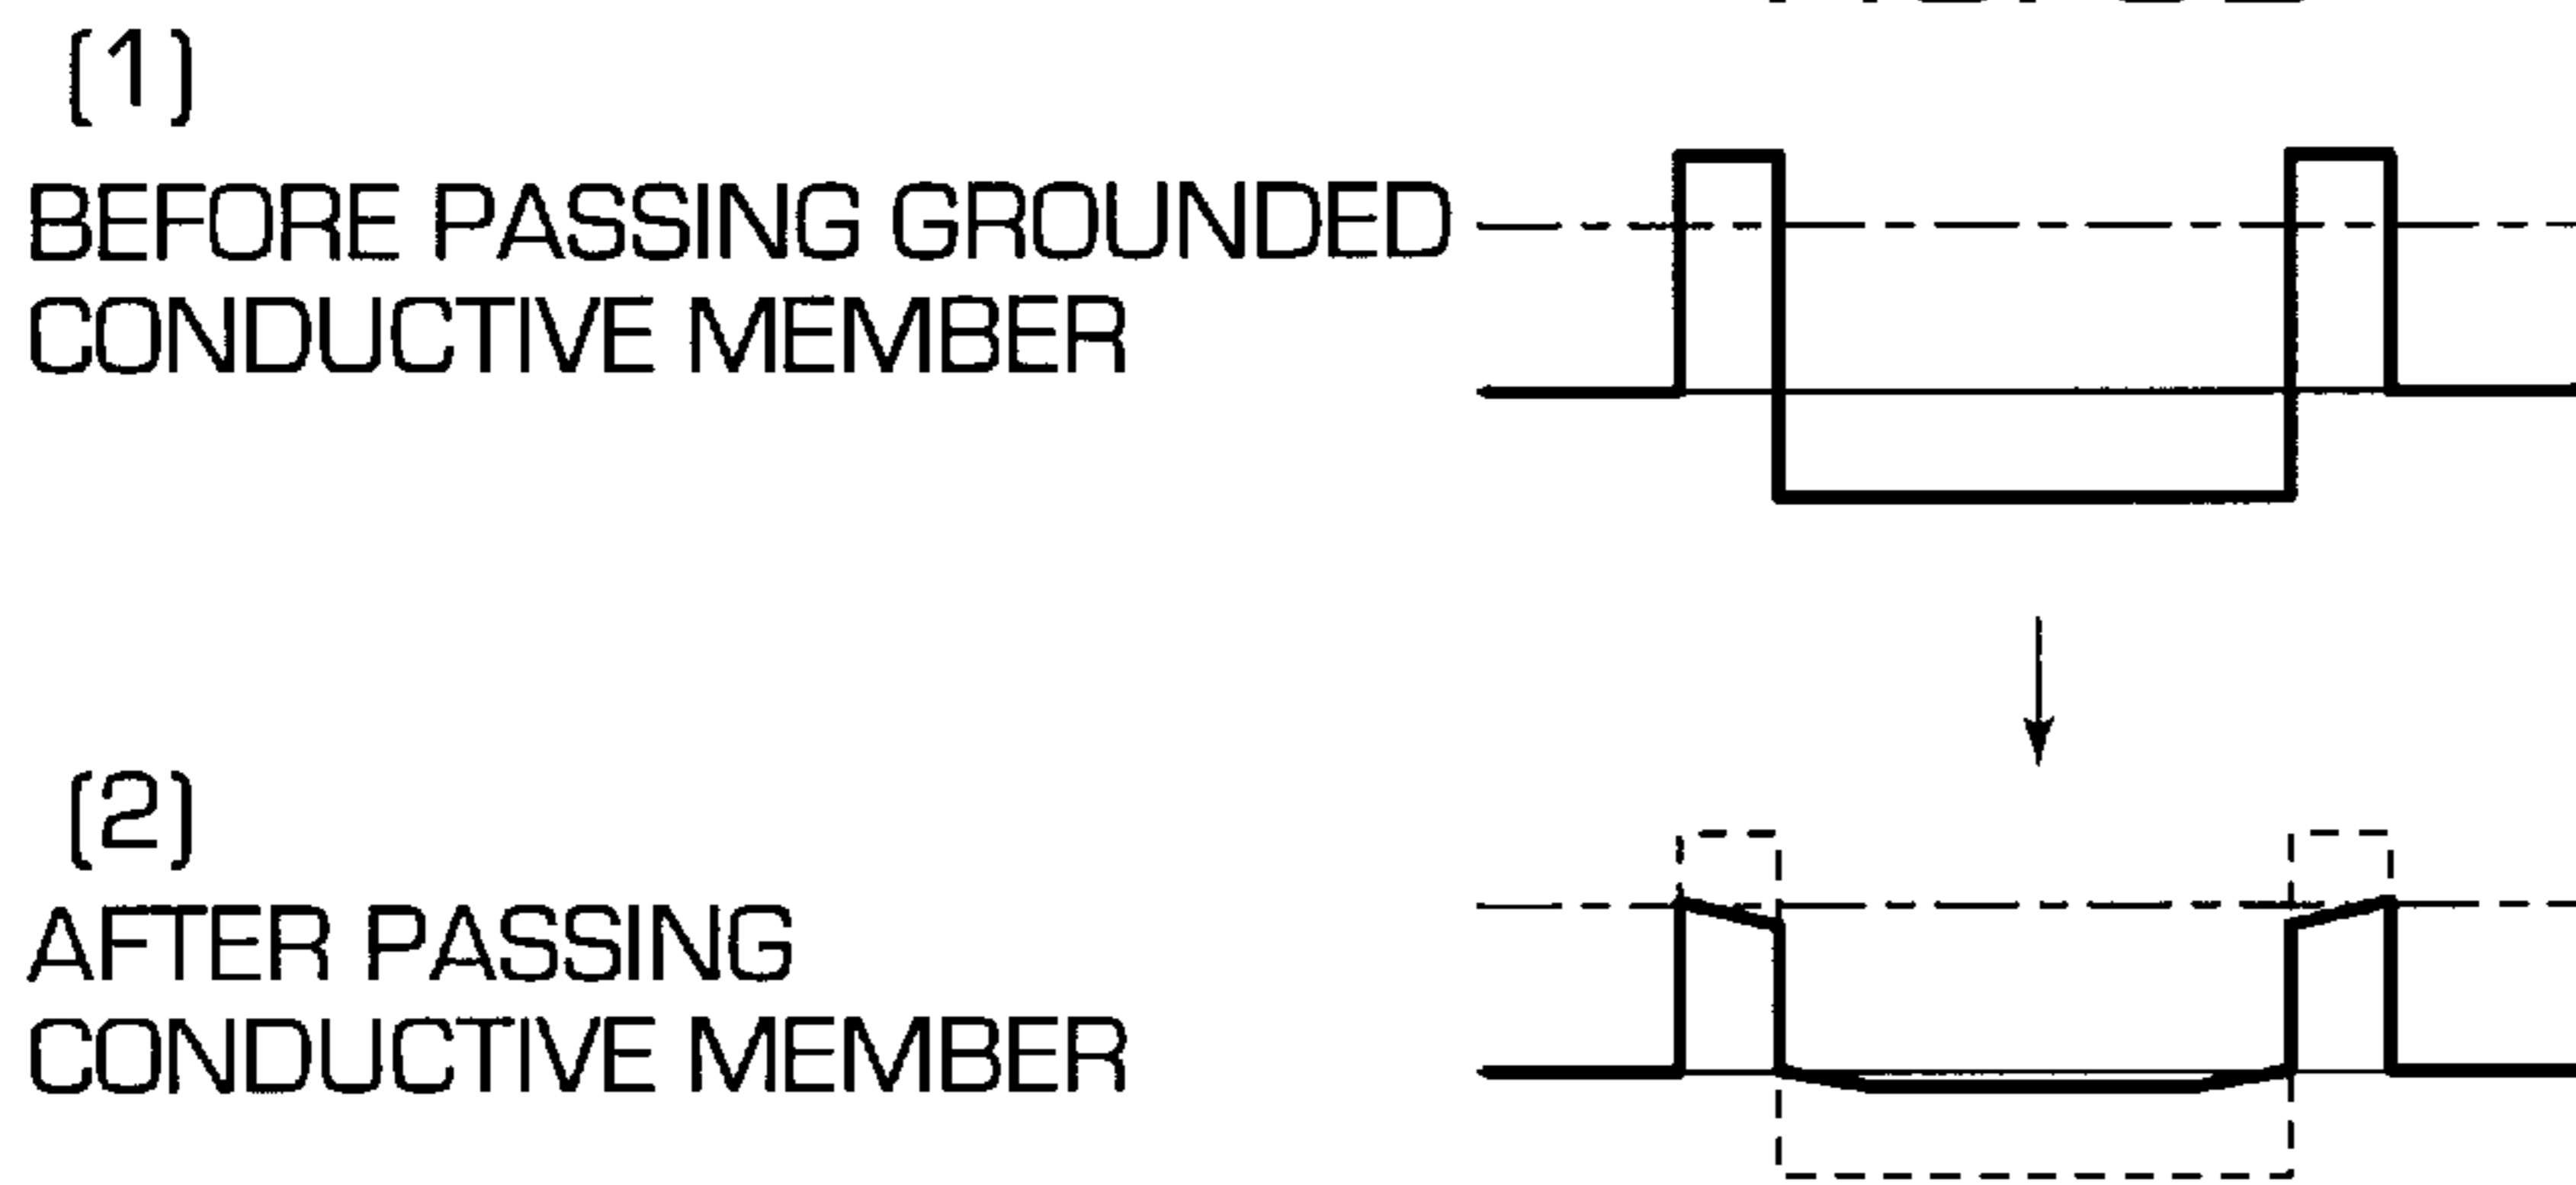 (1)
BEFORE PASSING GROUNDED
CONDUCTIVE MEMBER
(2)
AFTER PASSING
CONDUCTIVE MEMBER